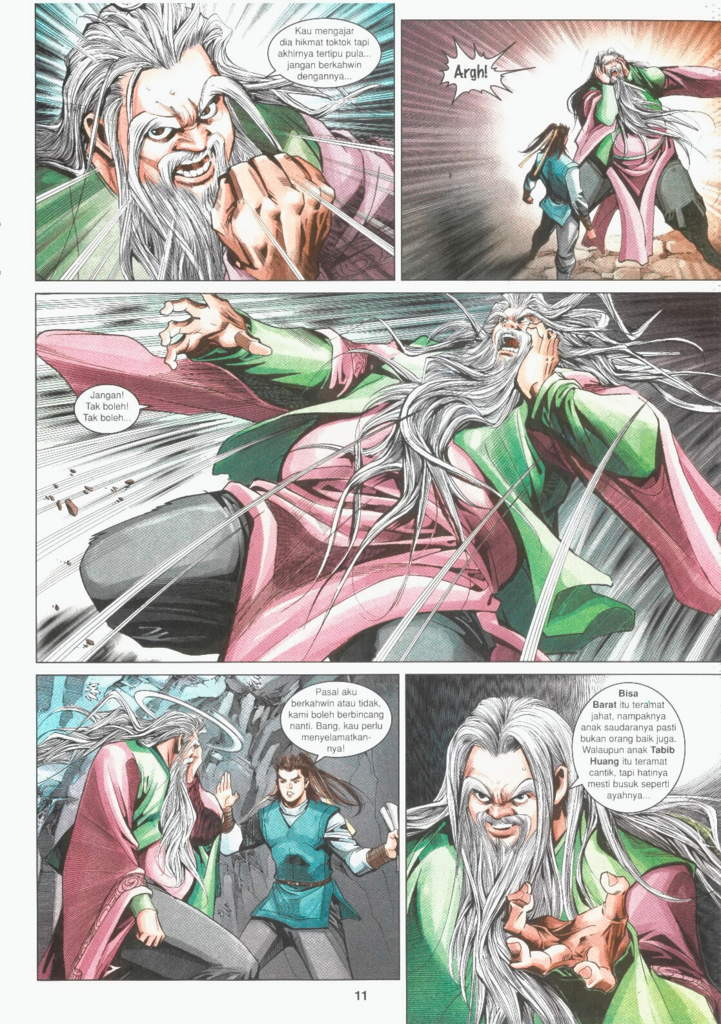 Kau mengajar
dia hikmat toktok tapi
akhirnya tertipu pula...
jangan berkahwin
dengannya...
Argh!
Jangan!
Tak boleh!
Tak boleh...
Pasal aku
berkahwin atau tidak,
kami boleh berbincang
nanti. Bang, kau perlu
menyelamatkan-
nya!
Bisa
Barat itu teramat
jahat, nampaknya
anak saudaranya pasti
bukan orang baik juga.
Walaupun anak Tabib
Huang itu teramat
cantik, tapi hatinya
mesti busuk seperti
ayahnya...
11